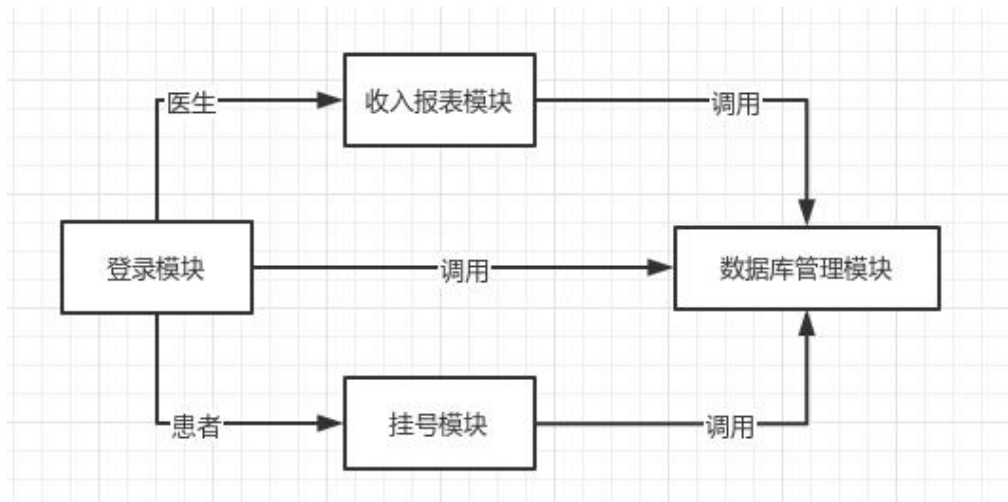 医生
收入报表模块
调用
登录模块
调用
数据库管理模块
患者
挂号模块
调用